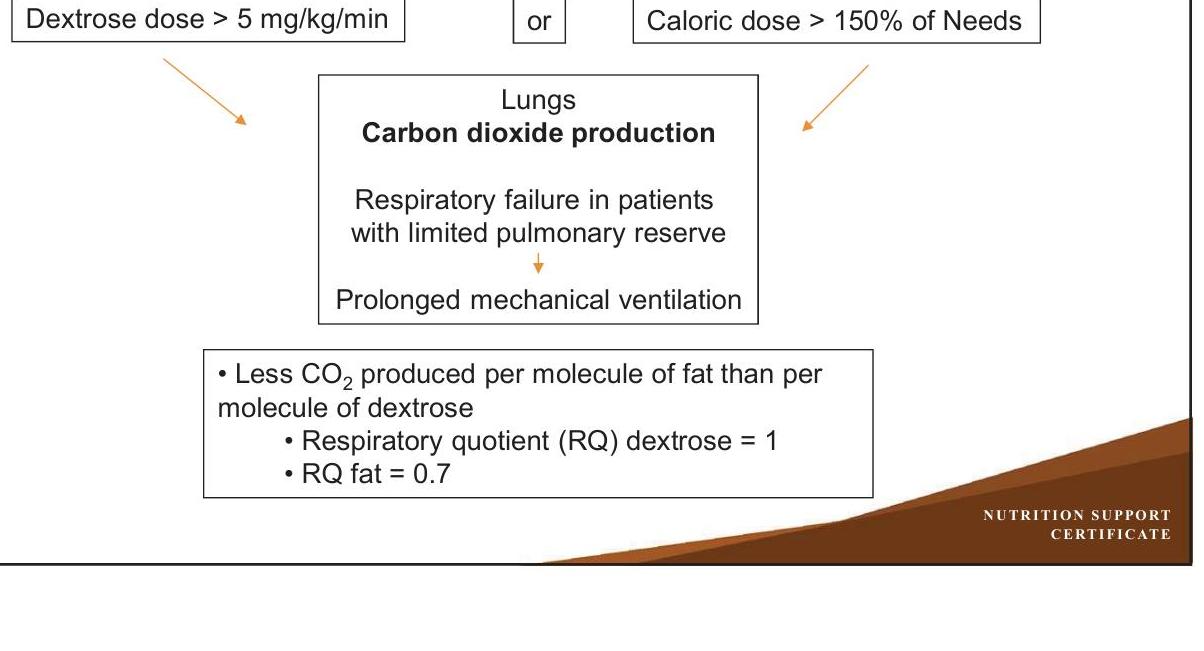 Dextrose dose > 5 mg/kg/min
or
Caloric dose > 150% of Needs
Lungs
Carbon dioxide production
Respiratory failure in patients
with limited pulmonary reserve
Prolonged mechanical ventilation
• Less CO₂ produced per molecule of fat than per
molecule of dextrose
• Respiratory quotient (RQ) dextrose = 1
• RQ fat = 0.7
NUTRITION SUPPORT
CERTIFICATE